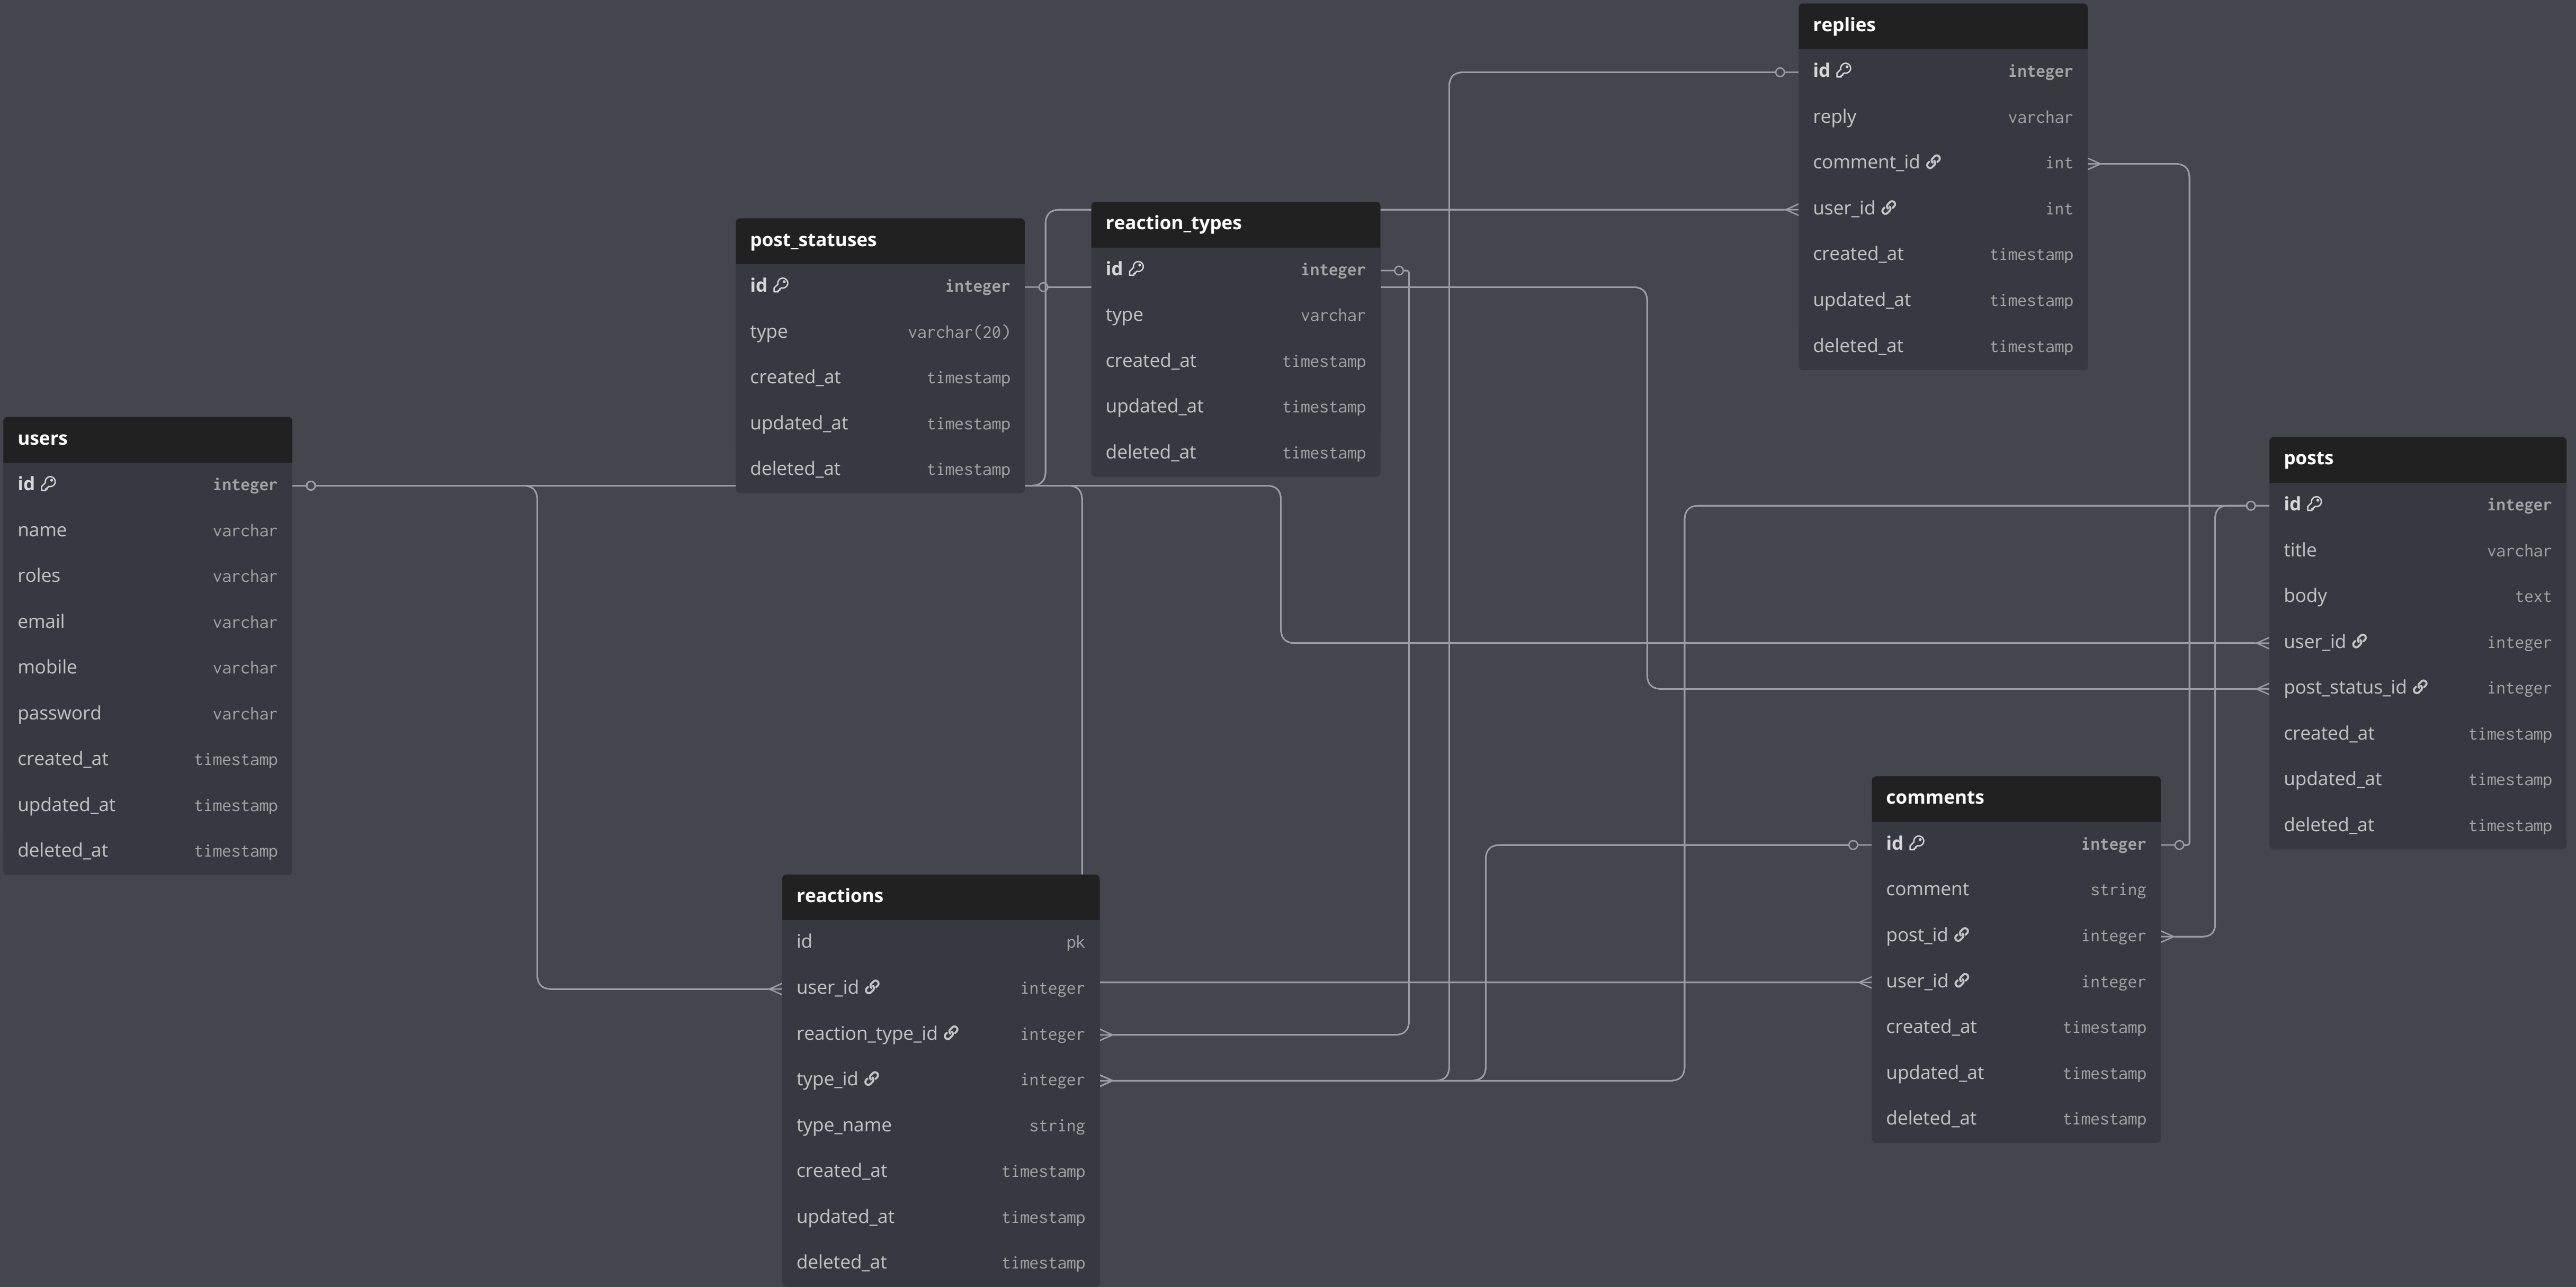 replies
id integer
reply varchar
comment_id int
user_id int
created_at timestamp
updated_at timestamp
deleted_at timestamp
post_statuses
id integer
type varchar(20)
created_at timestamp
updated_at timestamp
deleted_at timestamp
reaction_types
id integer
type varchar
created_at timestamp
updated_at timestamp
deleted_at timestamp
users
id integer
name varchar
roles varchar
email varchar
mobile varchar
password varchar
created_at timestamp
updated_at timestamp
deleted_at timestamp
posts
id integer
title varchar
body text
user_id integer
post_status_id integer
created_at timestamp
updated_at timestamp
deleted_at timestamp
comments
id integer
comment string
post_id integer
user_id integer
created_at timestamp
updated_at timestamp
deleted_at timestamp
reactions
id pk
user_id integer
reaction_type_id integer
type_id integer
type_name string
created_at timestamp
updated_at timestamp
deleted_at timestamp